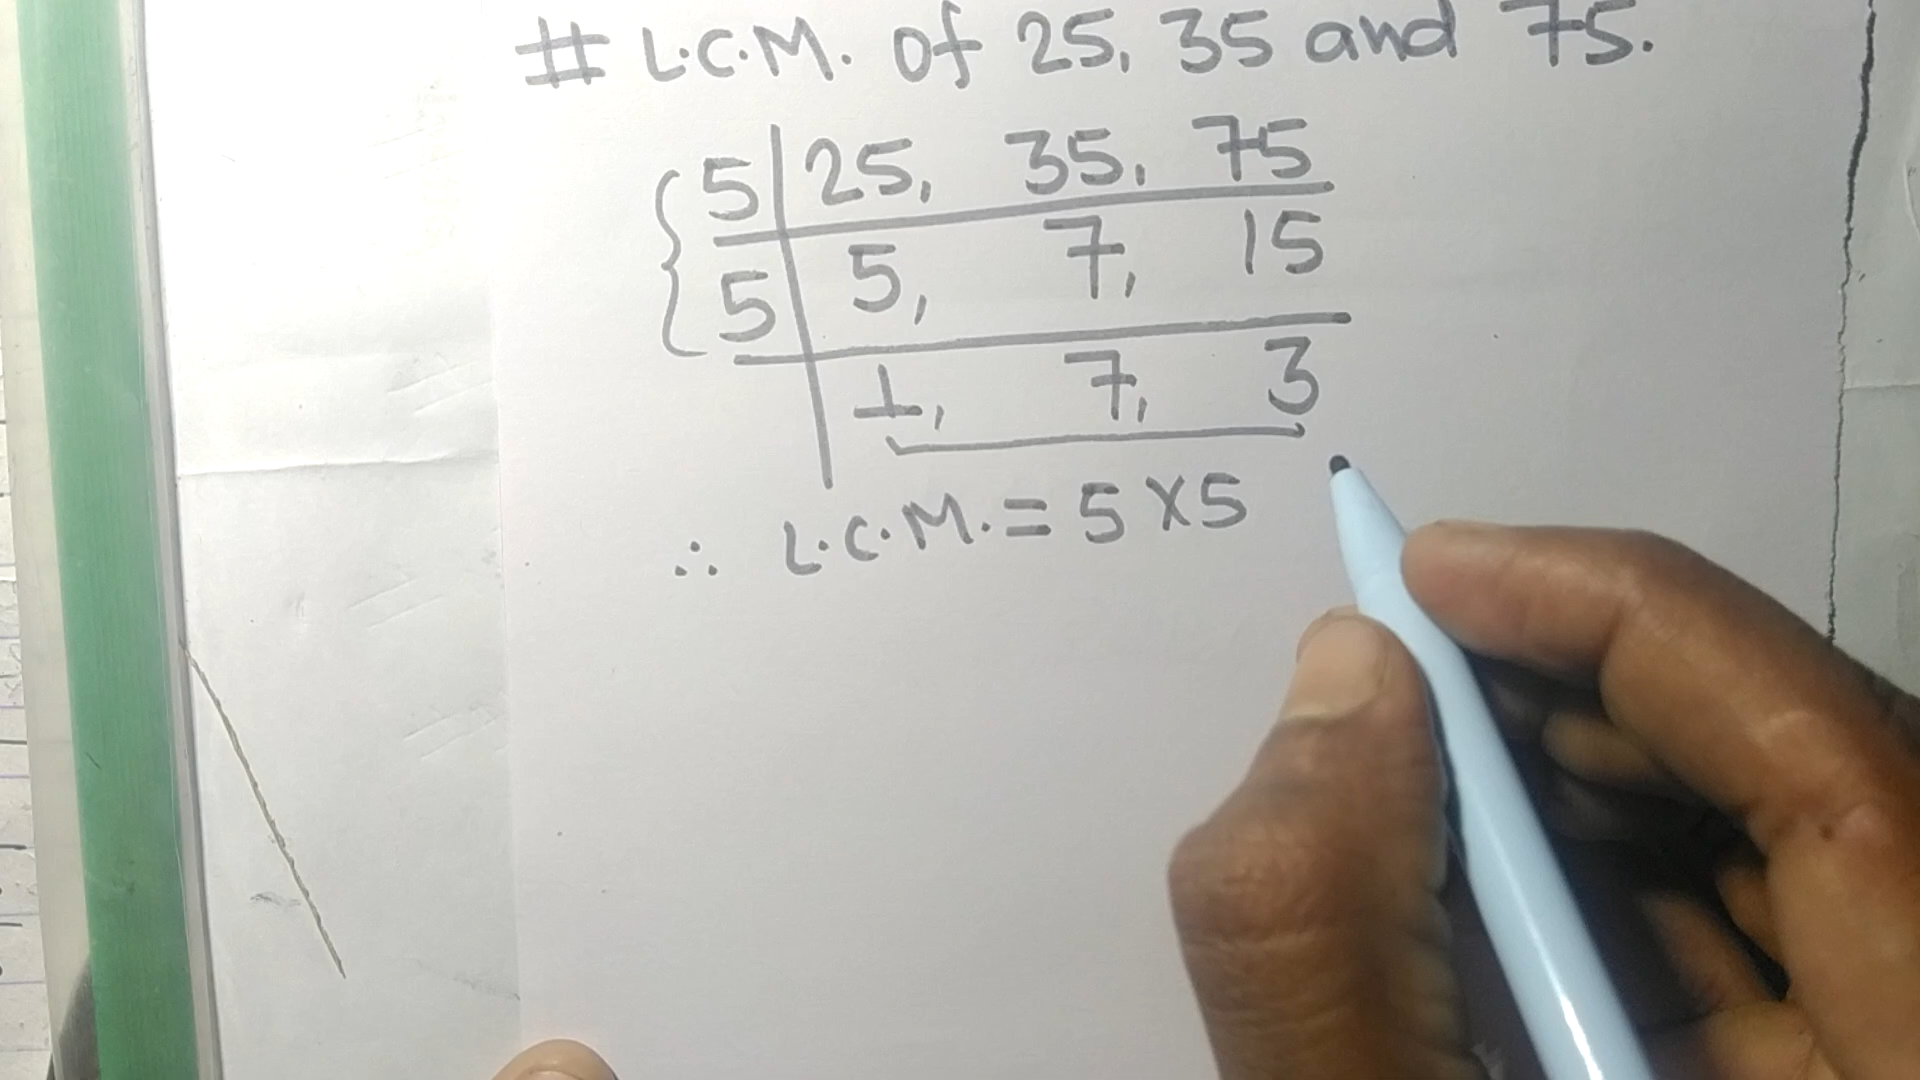 # L.C.M. of 25, 35 and 75.
5 | 25, 35, 75
5 | 5, 7, 15
1, 7, 3
∴ L.C.M. = 5 × 5